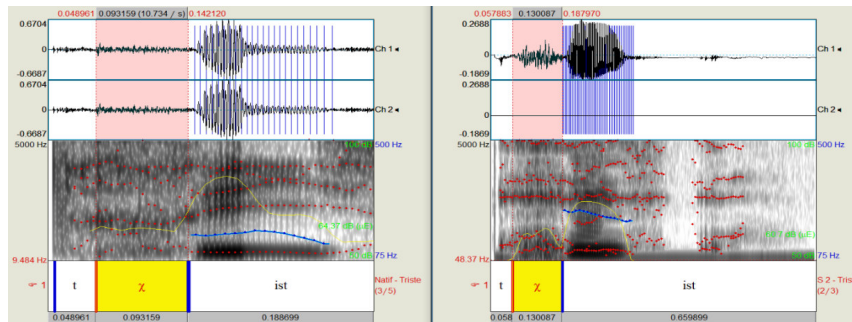 0.048961 0.093159 (10.734 / s) 0.142120
0.6704
0
-0.6687
Ch 1
0.6704
0
-0.6687
Ch 2
5000 Hz
500 Hz
9.484 Hz
75 Hz
1 t χ ist
Natif - Triste
(3/5)
0.048961 0.093159 0.188699
0.057883 0.130087 0.187970
0.2688
0
-0.1869
Ch 1
0.2688
0
-0.1869
Ch 2
5000 Hz
100 dB
500 Hz
48.37 Hz
75 Hz
1 t χ ist
S 2 - Tris
(2/3)
0.058 0.130087 0.659899